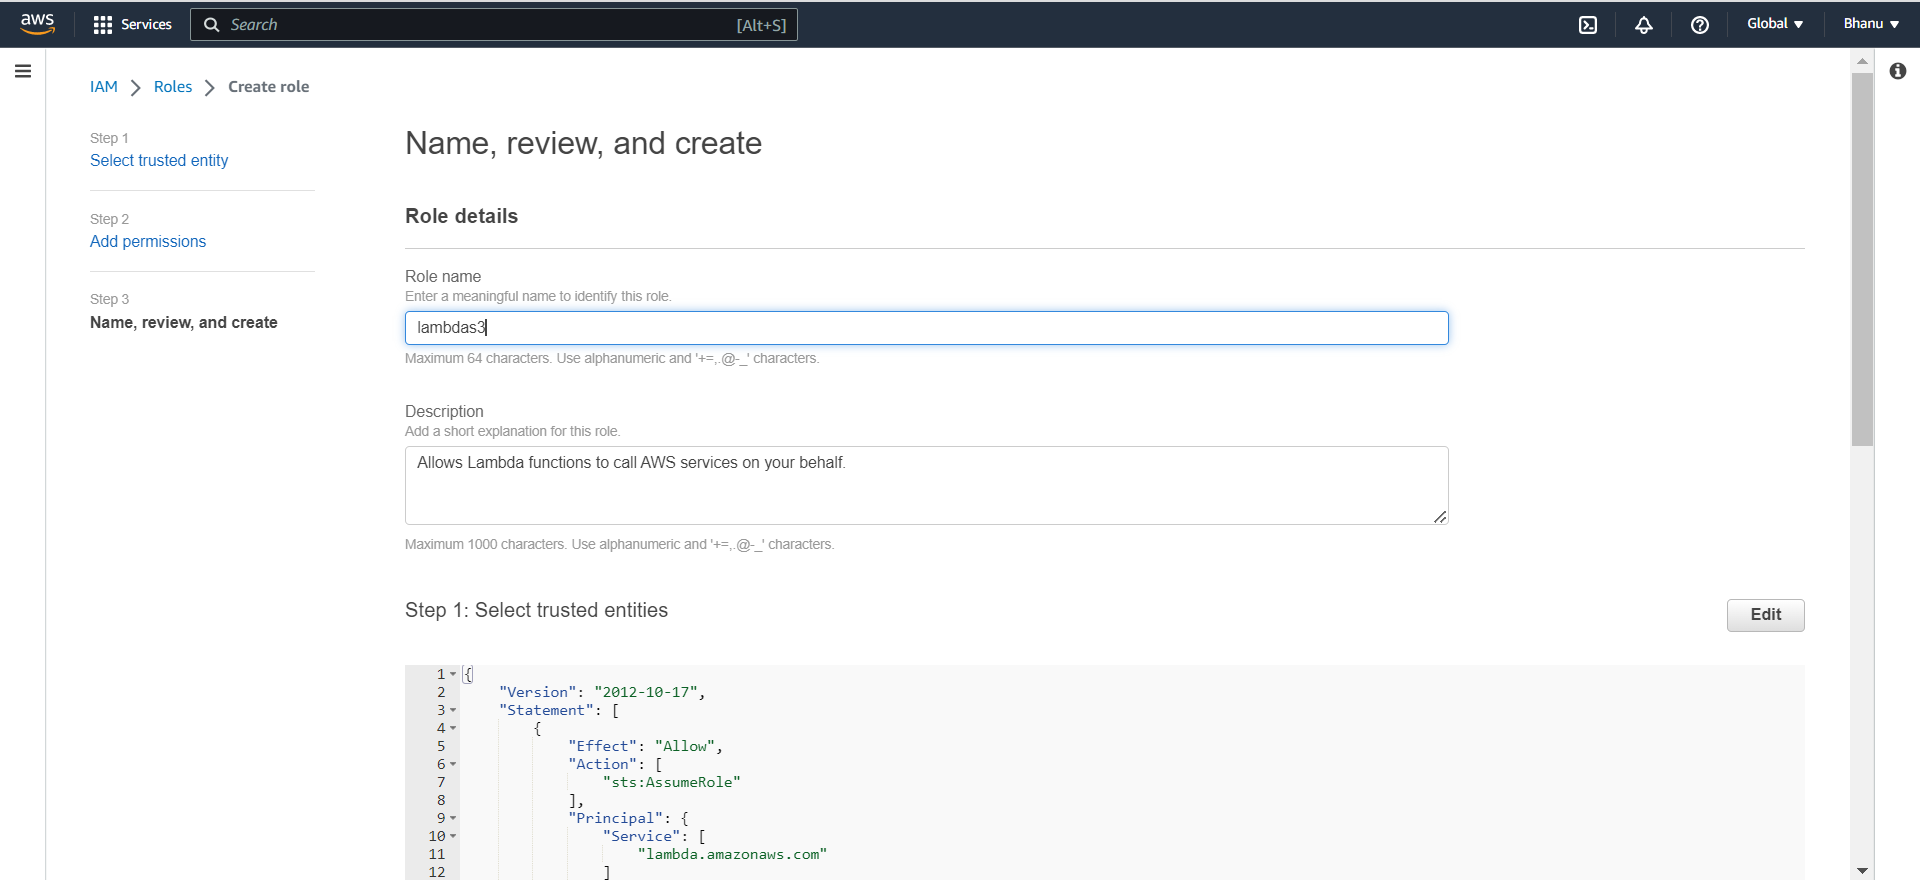 aws
Services
Search
[Alt+S]
Global
Bhanu
IAM
Roles
Create role
Step 1
Select trusted entity
Step 2
Add permissions
Step 3
Name, review, and create
Name, review, and create
Role details
Role name
Enter a meaningful name to identify this role.
lambdas3
Maximum 64 characters. Use alphanumeric and '+=,.@-_' characters.
Description
Add a short explanation for this role.
Allows Lambda functions to call AWS services on your behalf.
Maximum 1000 characters. Use alphanumeric and '+=,.@-_' characters.
Step 1: Select trusted entities
Edit
1 {
2 "Version": "2012-10-17",
3 "Statement": [
4 {
5 "Effect": "Allow",
6 "Action": [
7 "sts:AssumeRole"
8 ],
9 "Principal": {
10 "Service": [
11 "lambda.amazonaws.com"
12 ]